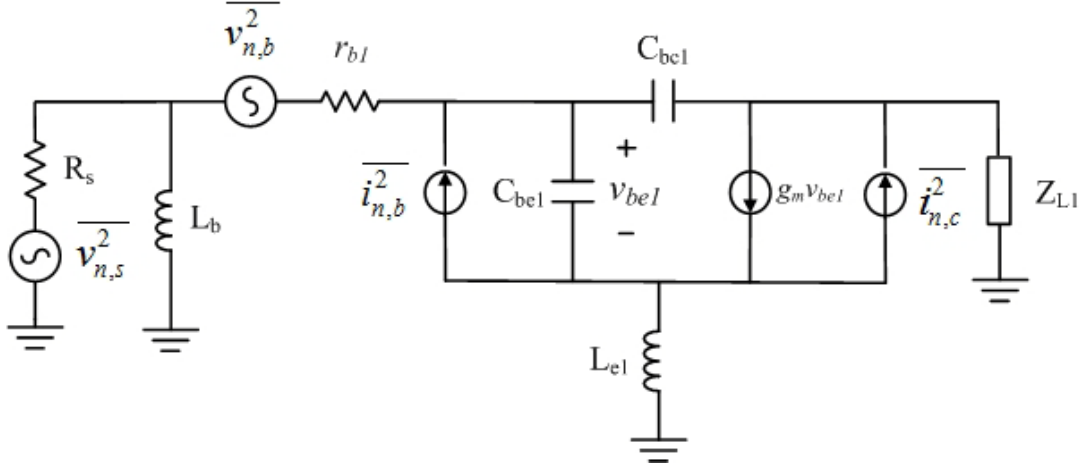 v²n,b
rb1
Cbc1
Rs
v²n,s
Lb
i²n,b
Cbe1
+
vbe1
−
gmvbe1
i²n,c
ZL1
Le1